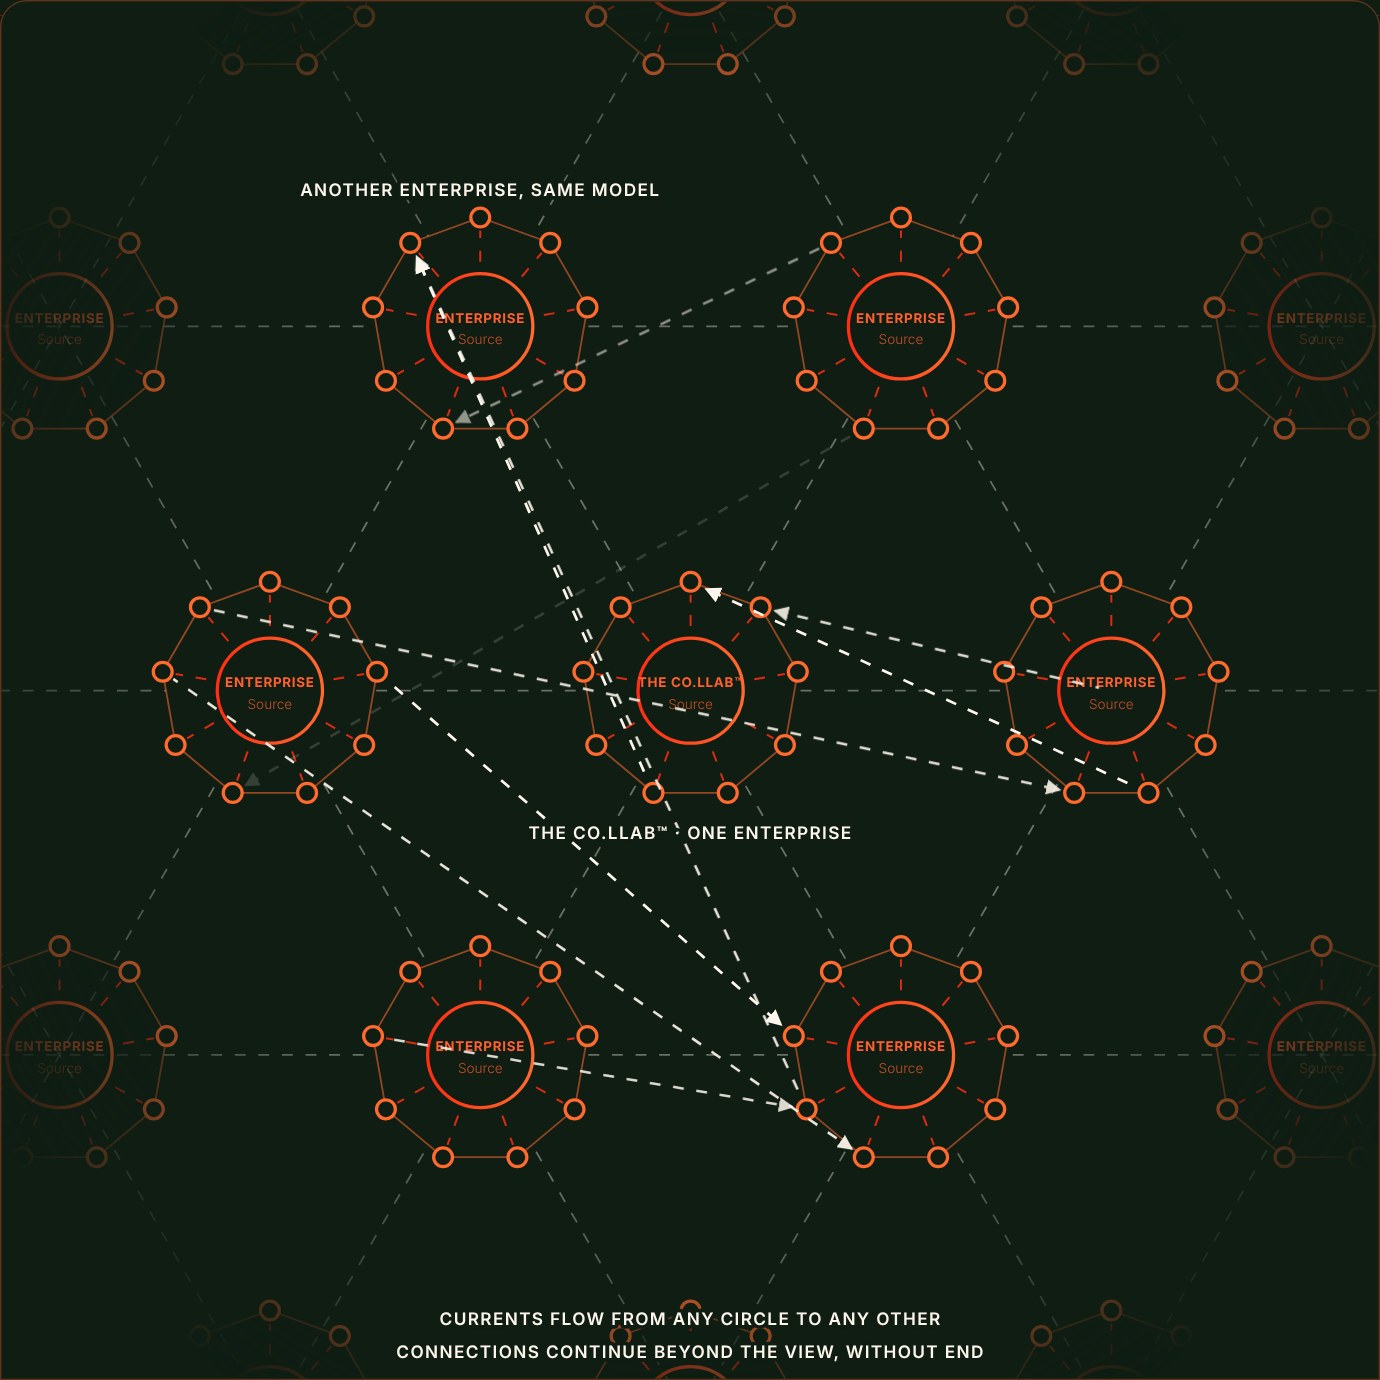 ANOTHER ENTERPRISE, SAME MODEL
ENTERPRISE
Source
ENTERPRISE
Source
ENTERPRISE
Source
ENTERPRISE
Source
ENTERPRISE
Source
THE CO.LLAB™
Source
ENTERPRISE
Source
THE CO.LLAB™ · ONE ENTERPRISE
ENTERPRISE
Source
ENTERPRISE
Source
ENTERPRISE
Source
ENTERPRISE
Source
CURRENTS FLOW FROM ANY CIRCLE TO ANY OTHER
CONNECTIONS CONTINUE BEYOND THE VIEW, WITHOUT END